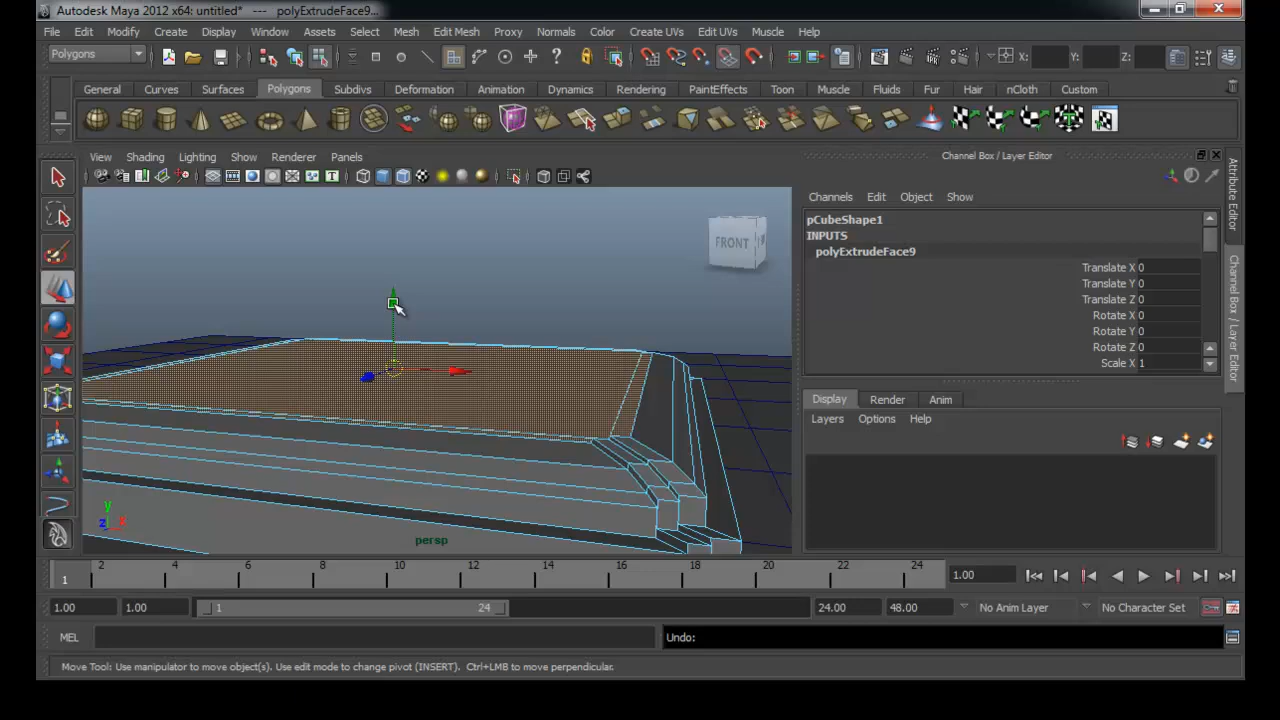 Autodesk Maya 2012 x64: untitled*   ---   polyExtrudeFace9...
File Edit Modify Create Display Window Assets Select Mesh Edit Mesh Proxy Normals Color Create UVs Edit UVs Muscle Help
Polygons X: Y: Z:
General Curves Surfaces Polygons Subdivs Deformation Animation Dynamics Rendering PaintEffects Toon Muscle Fluids Fur Hair nCloth Custom
View Shading Lighting Show Renderer Panels
Channel Box / Layer Editor
Channels Edit Object Show
pCubeShape1
INPUTS
polyExtrudeFace9
Translate X 0
Translate Y 0
Translate Z 0
Rotate X 0
Rotate Y 0
Rotate Z 0
Scale X 1
Attribute Editor
Channel Box / Layer Editor
FRONT
Display Render Anim
Layers Options Help
y
z x
persp
1 2 4 6 8 10 12 14 16 18 20 22 24 1.00
1.00 1.00 1 24 24.00 48.00 No Anim Layer No Character Set
MEL Undo:
Move Tool: Use manipulator to move object(s). Use edit mode to change pivot (INSERT).  Ctrl+LMB to move perpendicular.